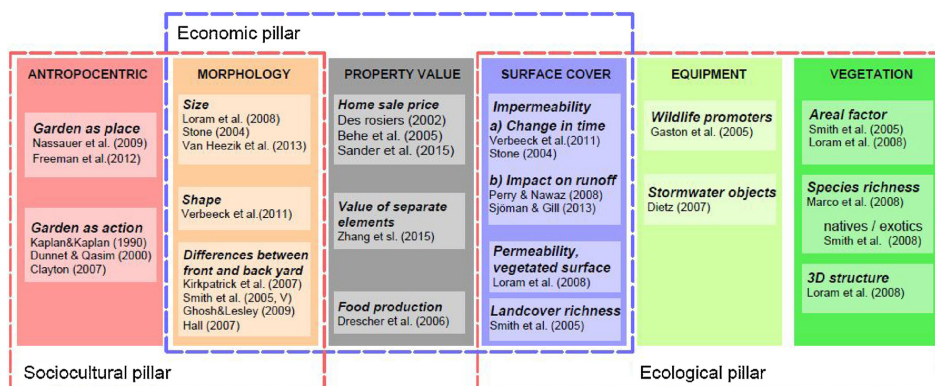 Economic pillar
ANTROPOCENTRIC
Garden as place
Nassauer et al. (2009)
Freeman et al.(2012)
Garden as action
Kaplan&Kaplan (1990)
Dunnet & Qasim (2000)
Clayton (2007)
MORPHOLOGY
Size
Loram et al. (2008)
Stone (2004)
Van Heezik et al. (2013)
Shape
Verbeeck et al.(2011)
Differences between
front and back yard
Kirkpatrick et al. (2007)
Smith et al. (2005, V)
Ghosh&Lesley (2009)
Hall (2007)
PROPERTY VALUE
Home sale price
Des rosiers (2002)
Behe et al. (2005)
Sander et al. (2015)
Value of separate
elements
Zhang et sl. (2015)
Food production
Drescher et al. (2006)
SURFACE COVER
Impermeability
a) Change in time
Verbeeck et al.(2011)
Stone (2004)
b) Impact on runoff
Perry & Nawaz (2008)
Sjöman & Gill (2013)
Permeability,
vegetated surface
Loram et al. (2008)
Landcover richness
Smith et al. (2005)
EQUIPMENT
Wildlife promoters
Gaston et al. (2005)
Stormwater objects
Dietz (2007)
VEGETATION
Areal factor
Smith et al. (2005)
Loram et al. (2008)
Species richness
Marco et al. (2008)
natives / exotics
Smith et al. (2008)
3D structure
Loram et al. (2008)
Sociocultural pillar
Ecological pillar